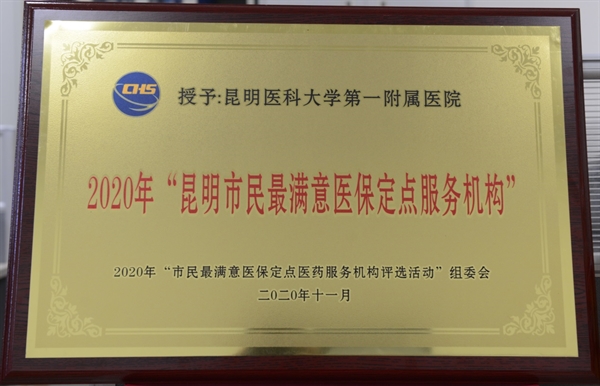 CHS
授予:昆明医科大学第一附属医院
2020年“昆明市民最满意医保定点服务机构”
2020年“市民最满意医保定点医药服务机构评选活动”组委会
二〇二〇年十一月